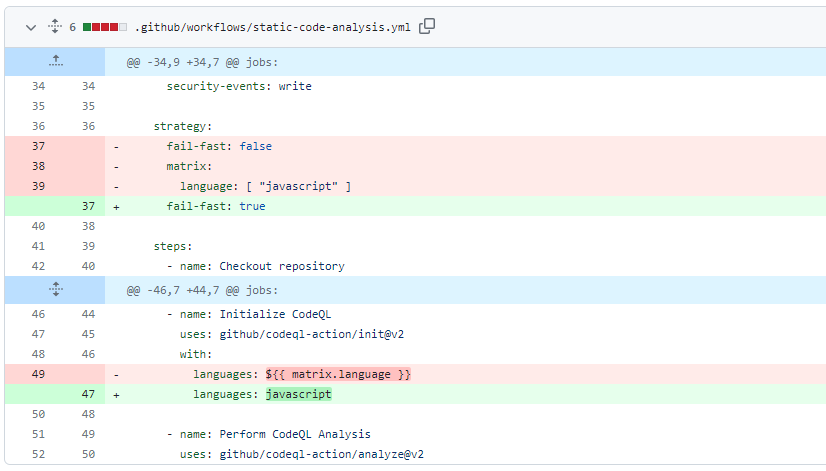 6 .github/workflows/static-code-analysis.yml
@@ -34,9 +34,7 @@ jobs:
34 34 security-events: write
35 35
36 36 strategy:
37 - fail-fast: false
38 - matrix:
39 - language: [ "javascript" ]
37 + fail-fast: true
40 38
41 39 steps:
42 40 - name: Checkout repository
@@ -46,7 +44,7 @@ jobs:
46 44 - name: Initialize CodeQL
47 45 uses: github/codeql-action/init@v2
48 46 with:
49 - languages: ${{ matrix.language }}
47 + languages: javascript
50 48
51 49 - name: Perform CodeQL Analysis
52 50 uses: github/codeql-action/analyze@v2